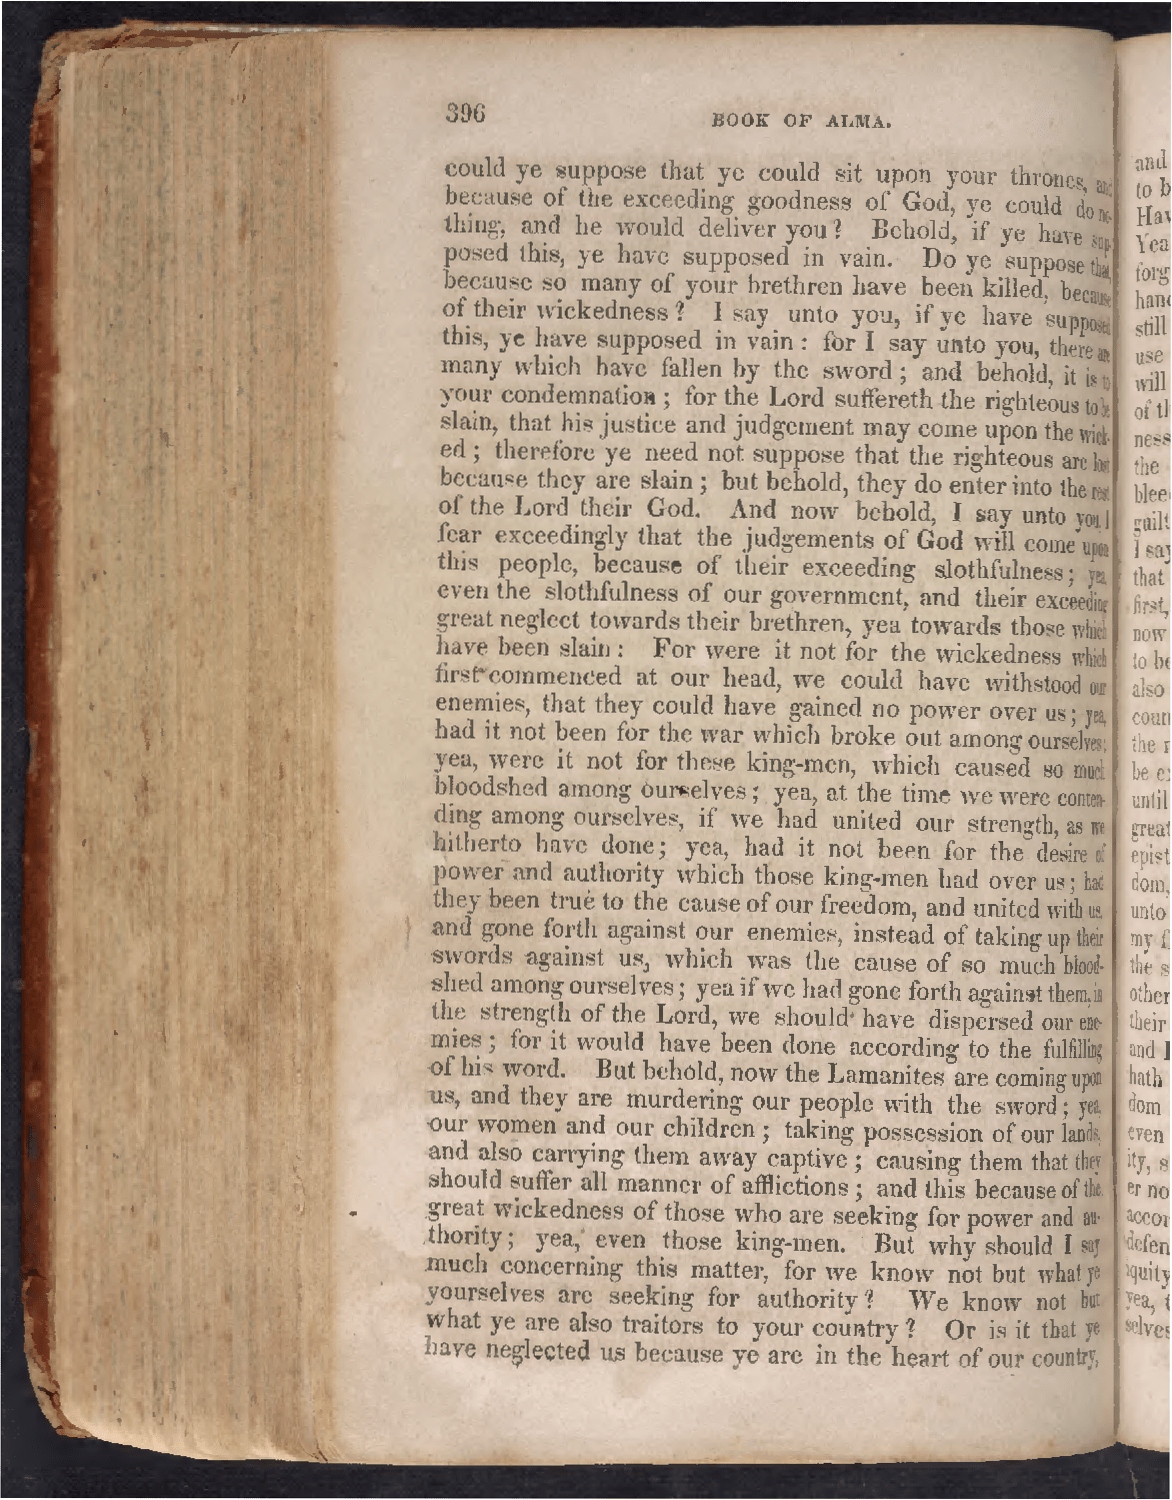 396
BOOK OF ALMA.
could ye suppose that ye could sit upon your thrones, and
because of the exceeding goodness of God, ye could do no-
thing, and he would deliver you? Behold, if ye have sup-
posed this, ye have supposed in vain. Do ye suppose that,
because so many of your brethren have been killed, because
of their wickedness? I say unto you, if ye have supposed
this, ye have supposed in vain: for I say unto you, there are
many which have fallen by the sword; and behold, it is to
your condemnation; for the Lord suffereth the righteous to be
slain, that his justice and judgement may come upon the wick-
ed; therefore ye need not suppose that the righteous are lost
because they are slain; but behold, they do enter into the rest
of the Lord their God. And now behold, I say unto you, I
fear exceedingly that the judgements of God will come upon
this people, because of their exceeding slothfulness; yea,
even the slothfulness of our government, and their exceeding
great neglect towards their brethren, yea towards those which
have been slain: For were it not for the wickedness which
first commenced at our head, we could have withstood our
enemies, that they could have gained no power over us; yea,
had it not been for the war which broke out among ourselves;
yea, were it not for these king-men, which caused so much
bloodshed among ourselves; yea, at the time we were conten-
ding among ourselves, if we had united our strength, as we
hitherto have done; yea, had it not been for the desire of
power and authority which those king-men had over us; had
they been true to the cause of our freedom, and united with us,
and gone forth against our enemies, instead of taking up their
swords against us, which was the cause of so much blood-
shed among ourselves; yea if we had gone forth against them, in
the strength of the Lord, we should have dispersed our ene-
mies; for it would have been done according to the fulfilling
of his word. But behold, now the Lamanites are coming upon
us, and they are murdering our people with the sword; yea,
our women and our children; taking possession of our lands,
and also carrying them away captive; causing them that they
should suffer all manner of afflictions; and this because of the
great wickedness of those who are seeking for power and au-
thority; yea, even those king-men. But why should I say
much concerning this matter, for we know not but what ye
yourselves are seeking for authority? We know not but
what ye are also traitors to your country? Or is it that ye
have neglected us because ye are in the heart of our country,
and
to b
Hav
Yea
forg
hand
still
use
will
of tl
ness
the
blee
guilt
I say
that
first,
now
to be
also
coun
the r
be e
until
great
epist
dom,
unto
my f
the s
other
their
and I
hath
dom
even
ity, s
er no
accor
defen
iquity
yea, t
selves